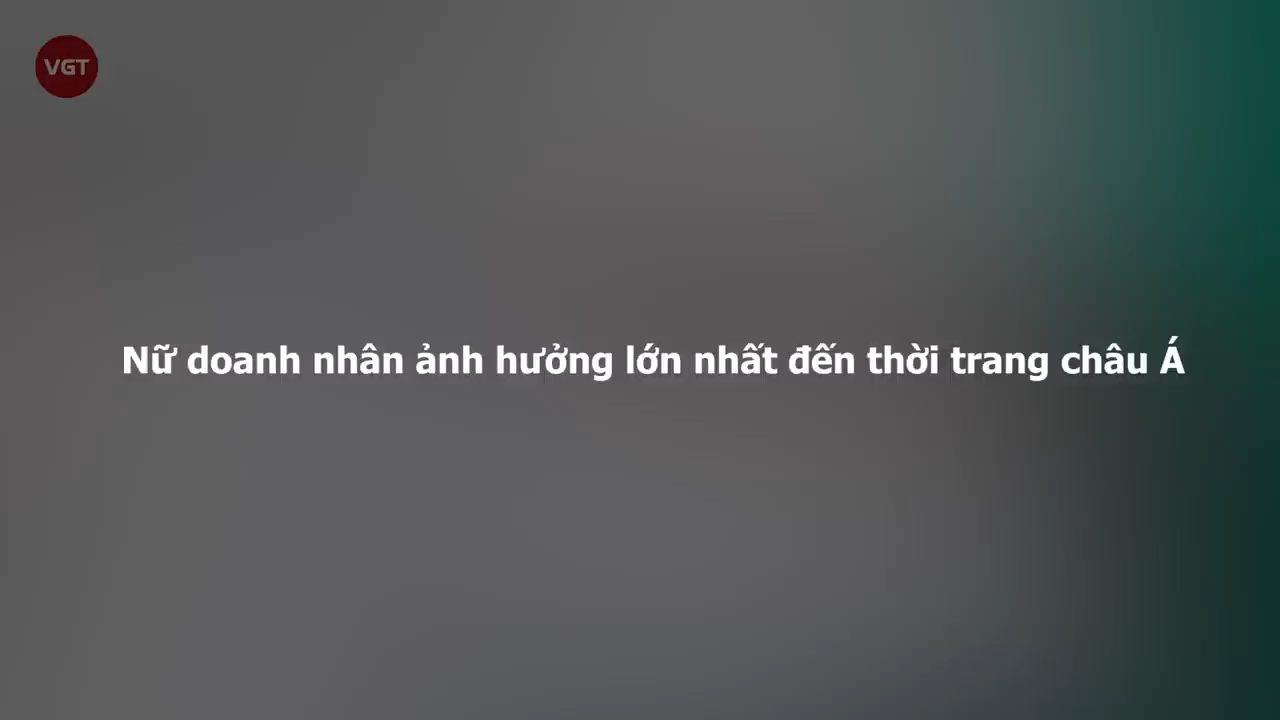 VGT
Nữ doanh nhân ảnh hưởng lớn nhất đến thời trang châu Á